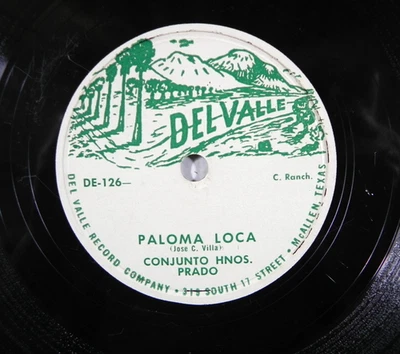 DEL VALLE
DE-126-
C. Ranch.
PALOMA LOCA
(Jose C. Villa)
CONJUNTO HNOS.
PRADO
DEL VALLE RECORD COMPANY • 319 SOUTH 17 STREET • McALLEN, TEXAS